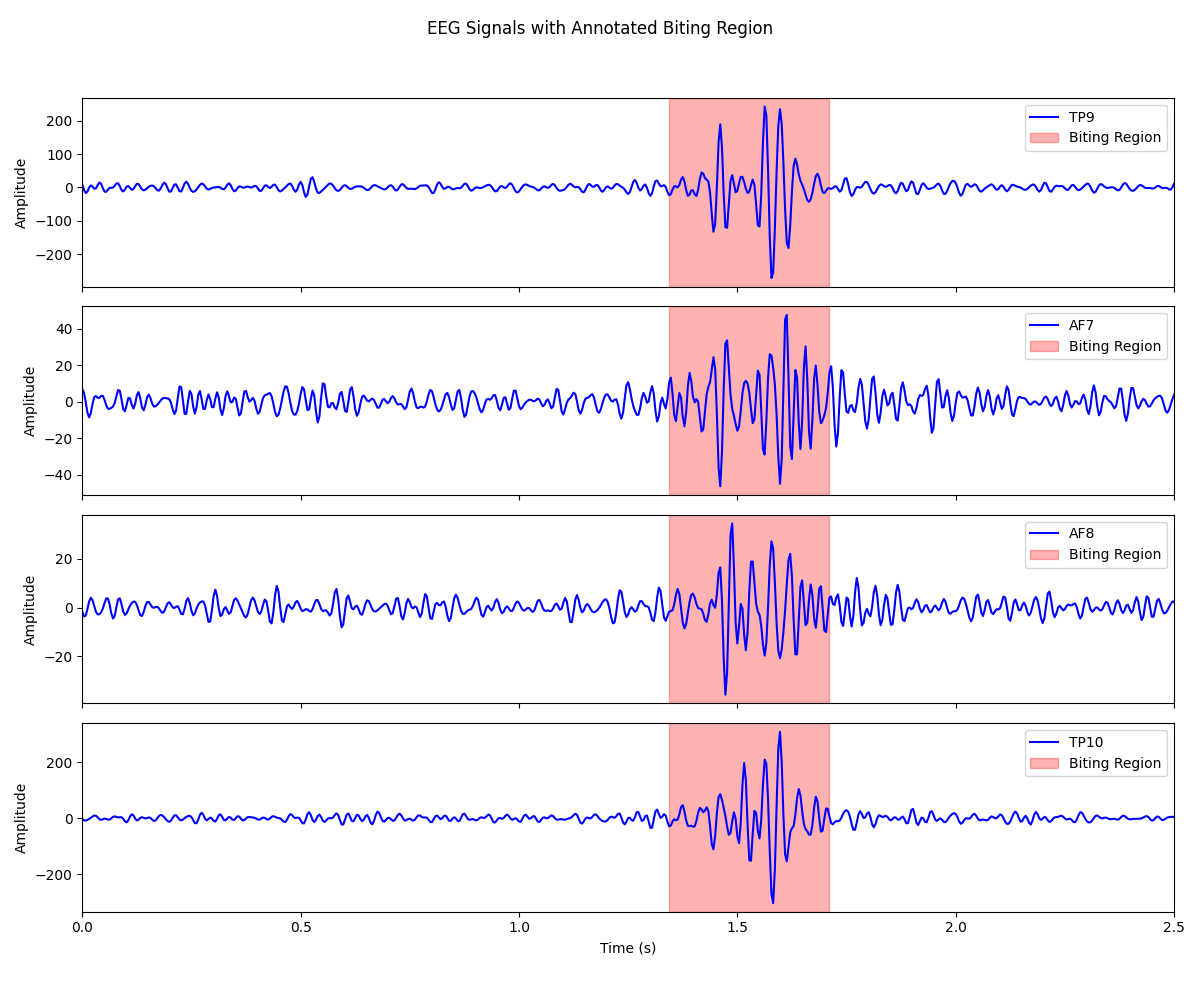 EEG Signals with Annotated Biting Region
Amplitude
200
100
0
−100
−200
TP9
Biting Region
Amplitude
40
20
0
−20
−40
AF7
Biting Region
Amplitude
20
0
−20
AF8
Biting Region
Amplitude
200
0
−200
TP10
Biting Region
0.0 0.5 1.0 1.5 2.0 2.5
Time (s)